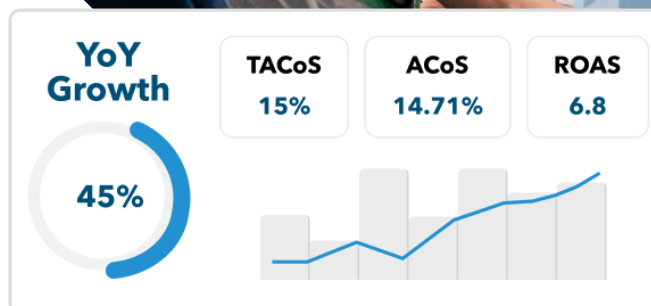 YoY
Growth
45%
TACoS
15%
ACoS
14.71%
ROAS
6.8